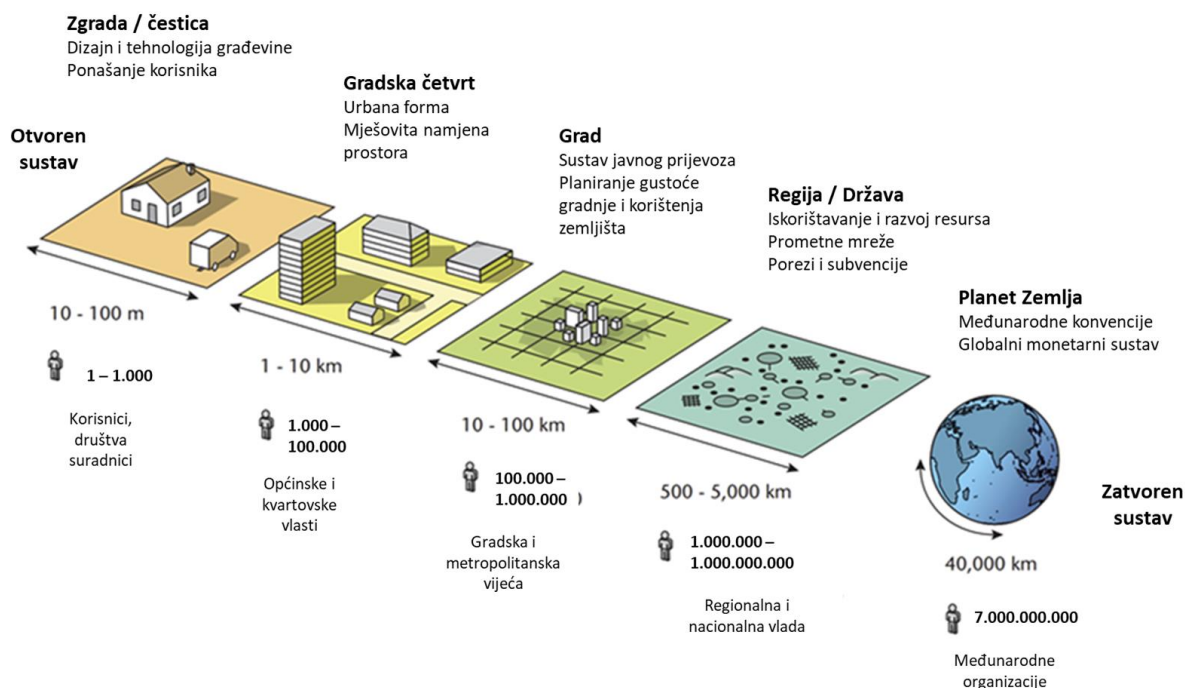 Zgrada / čestica
Dizajn i tehnologija građevine
Ponašanje korisnika
Gradska četvrt
Urbana forma
Mješovita namjena
prostora
Otvoren
sustav
Grad
Sustav javnog prijevoza
Planiranje gustoće
gradnje i korištenja
zemljišta
Regija / Država
Iskorištavanje i razvoj resursa
Prometne mreže
Porezi i subvencije
Planet Zemlja
Međunarodne konvencije
Globalni monetarni sustav
10 - 100 m
1 – 1.000
Korisnici,
društva
suradnici
1 - 10 km
1.000 –
100.000
Općinske i
kvartovske
vlasti
10 - 100 km
100.000 –
1.000.000 )
Gradska i
metropolitanska
vijeća
500 - 5,000 km
1.000.000 –
1.000.000.000
Regionalna i
nacionalna vlada
Zatvoren
sustav
40,000 km
7.000.000.000
Međunarodne
organizacije